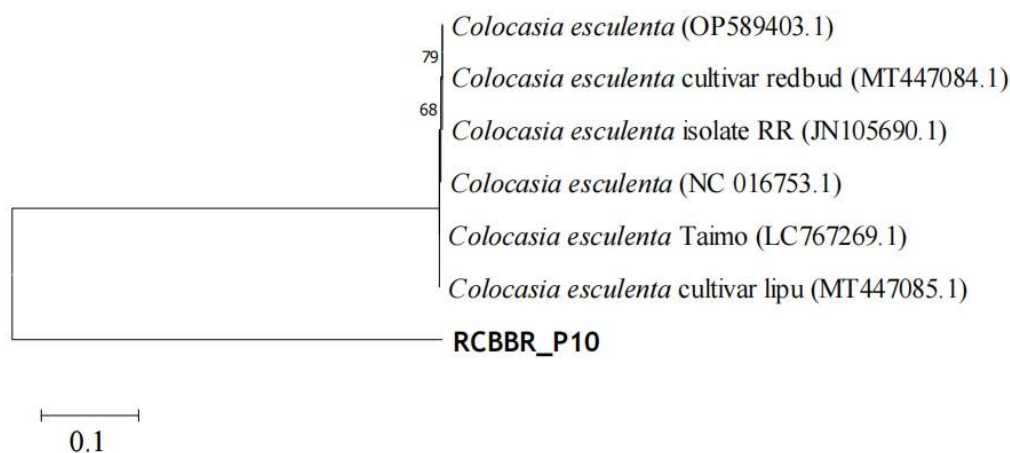 Colocasia esculenta (OP589403.1)
79
Colocasia esculenta cultivar redbud (MT447084.1)
68
Colocasia esculenta isolate RR (JN105690.1)
Colocasia esculenta (NC 016753.1)
Colocasia esculenta Taimo (LC767269.1)
Colocasia esculenta cultivar lipu (MT447085.1)
RCBBR_P10
0.1